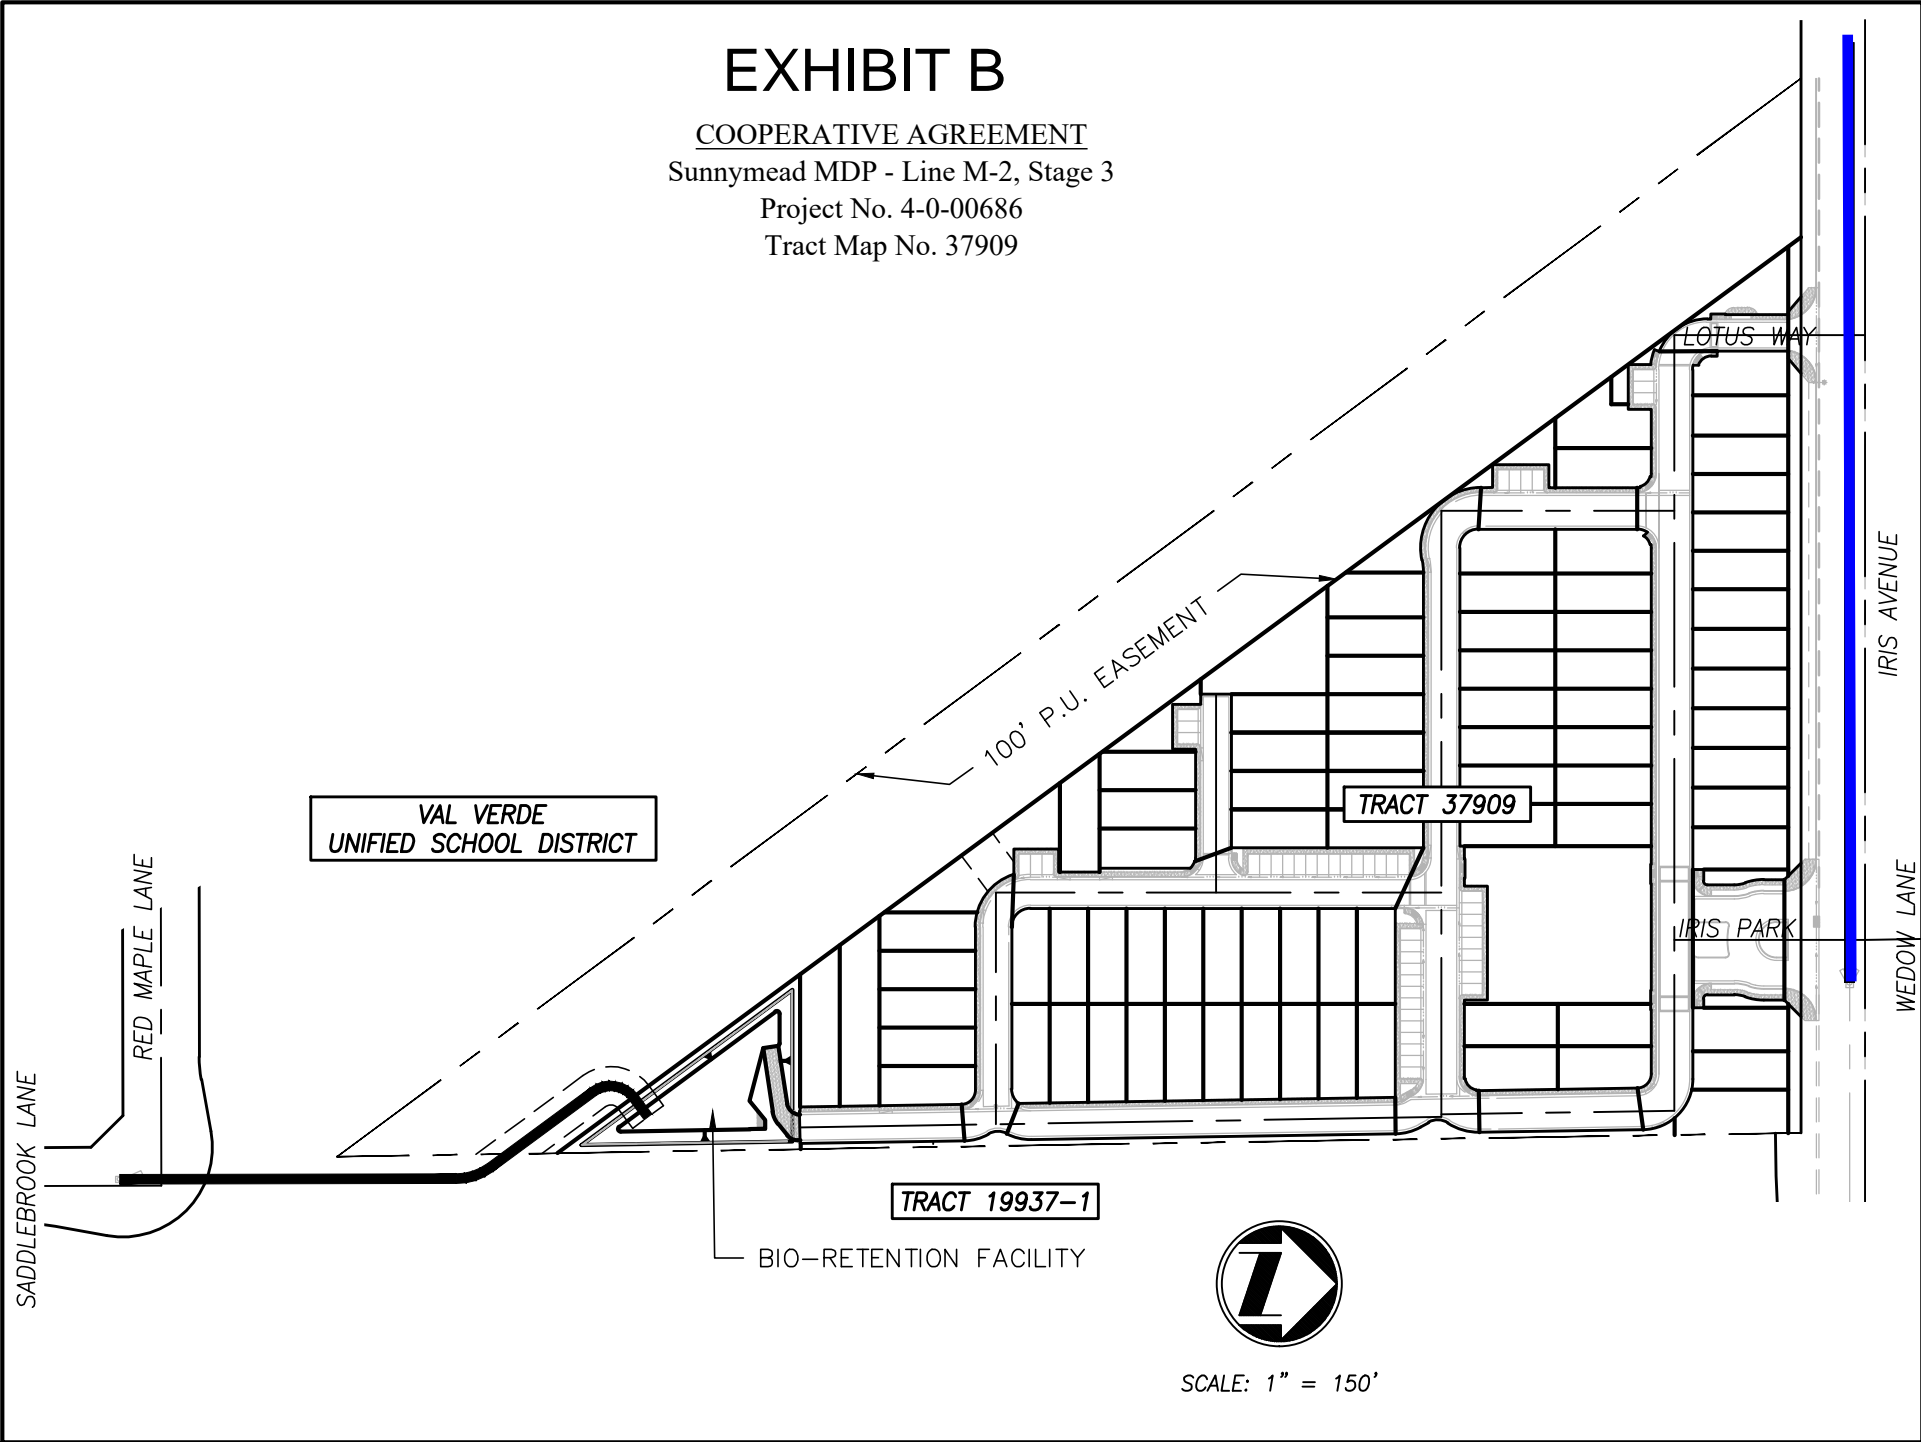 EXHIBIT B
COOPERATIVE AGREEMENT
Sunnymead MDP - Line M-2, Stage 3
Project No. 4-0-00686
Tract Map No. 37909
LOTUS WAY
IRIS AVENUE
100' P.U. EASEMENT
VAL VERDE
UNIFIED SCHOOL DISTRICT
TRACT 37909
RED MAPLE LANE
IRIS PARK
WEDOW LANE
SADDLEBROOK LANE
TRACT 19937-1
BIO-RETENTION FACILITY
SCALE: 1" = 150'